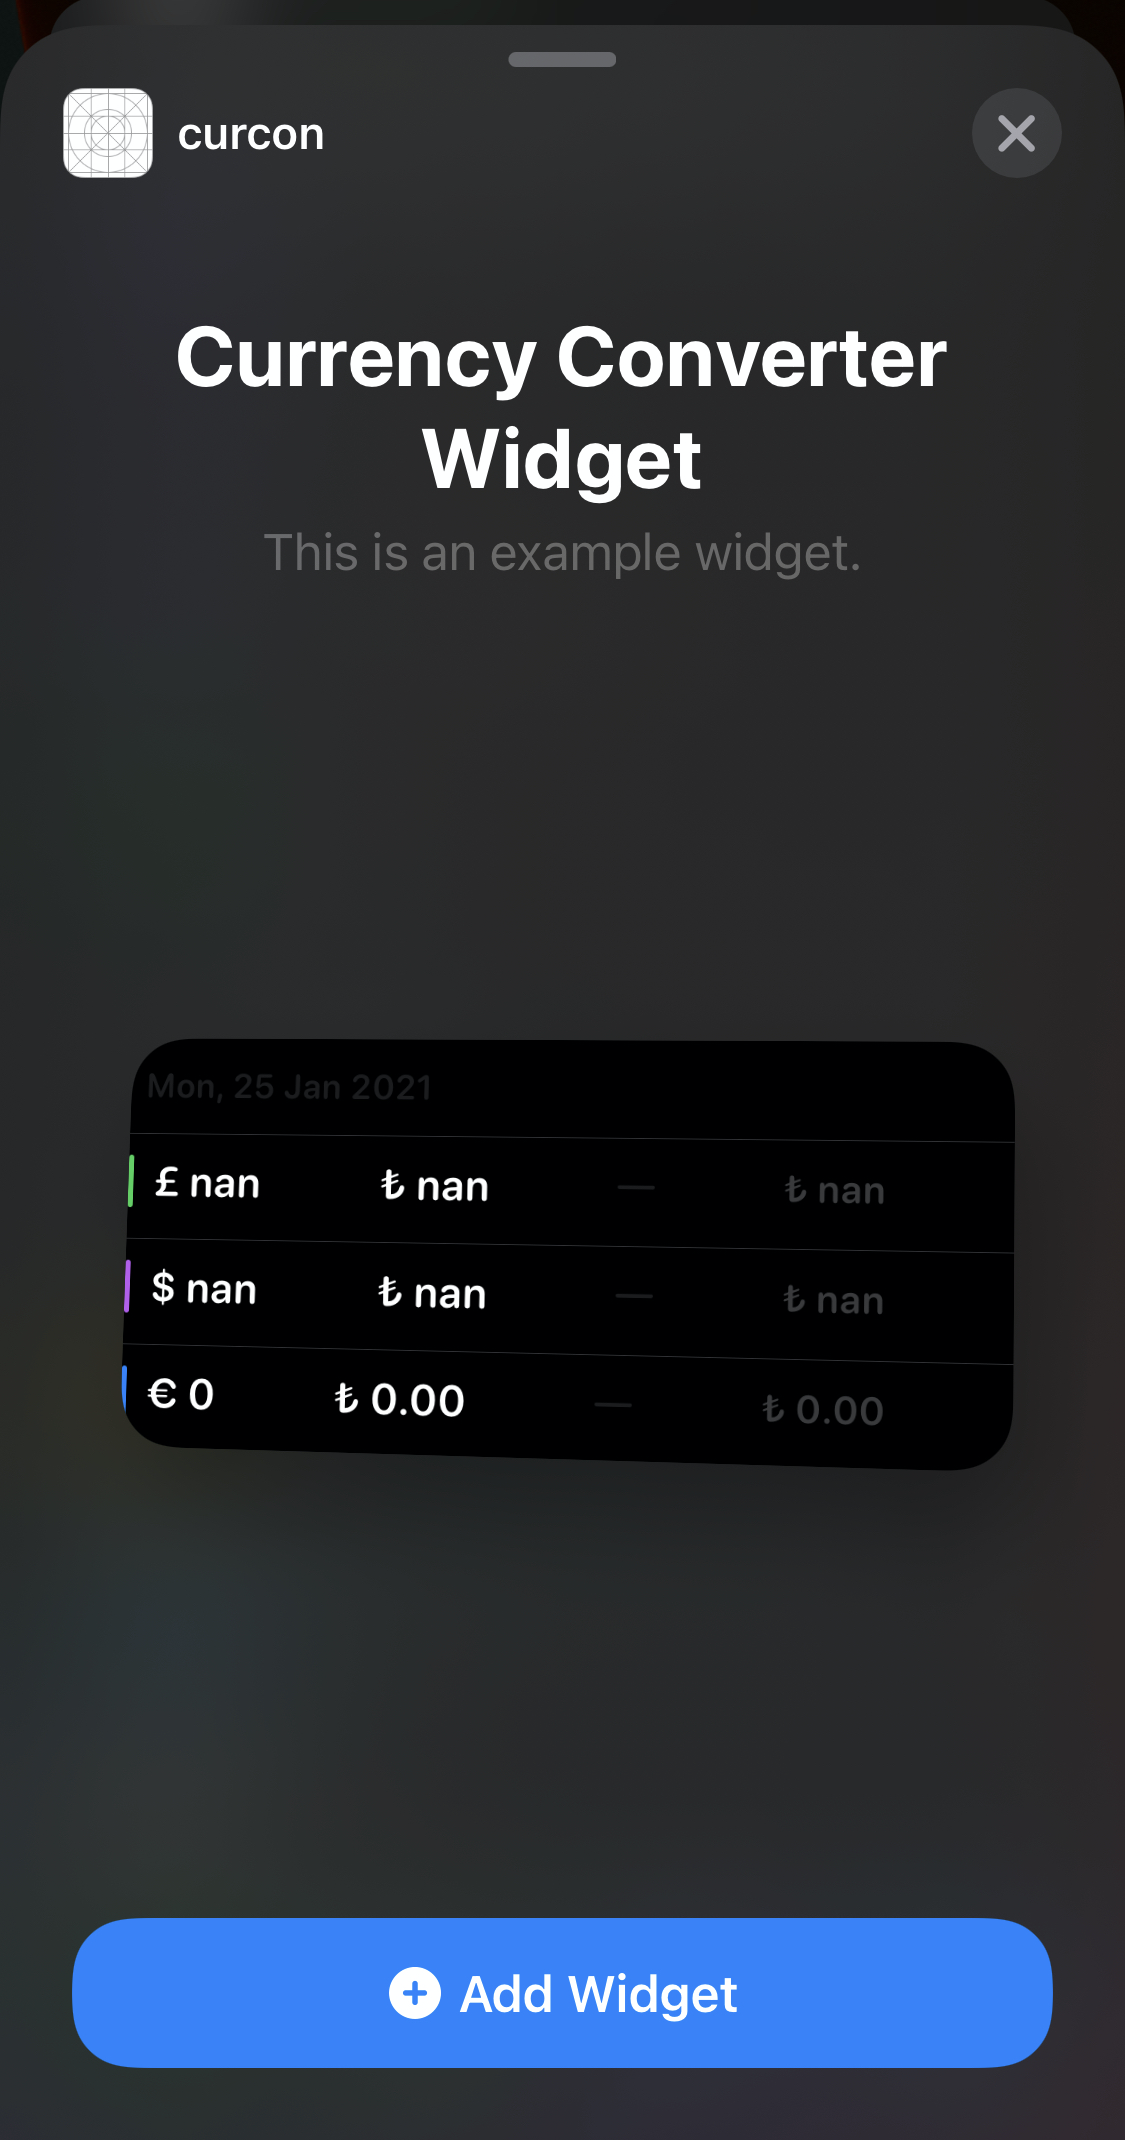 curcon
Currency Converter
Widget
This is an example widget.
Mon, 25 Jan 2021
£ nan ₺ nan — ₺ nan
$ nan ₺ nan — ₺ nan
€ 0 ₺ 0.00 — ₺ 0.00
Add Widget